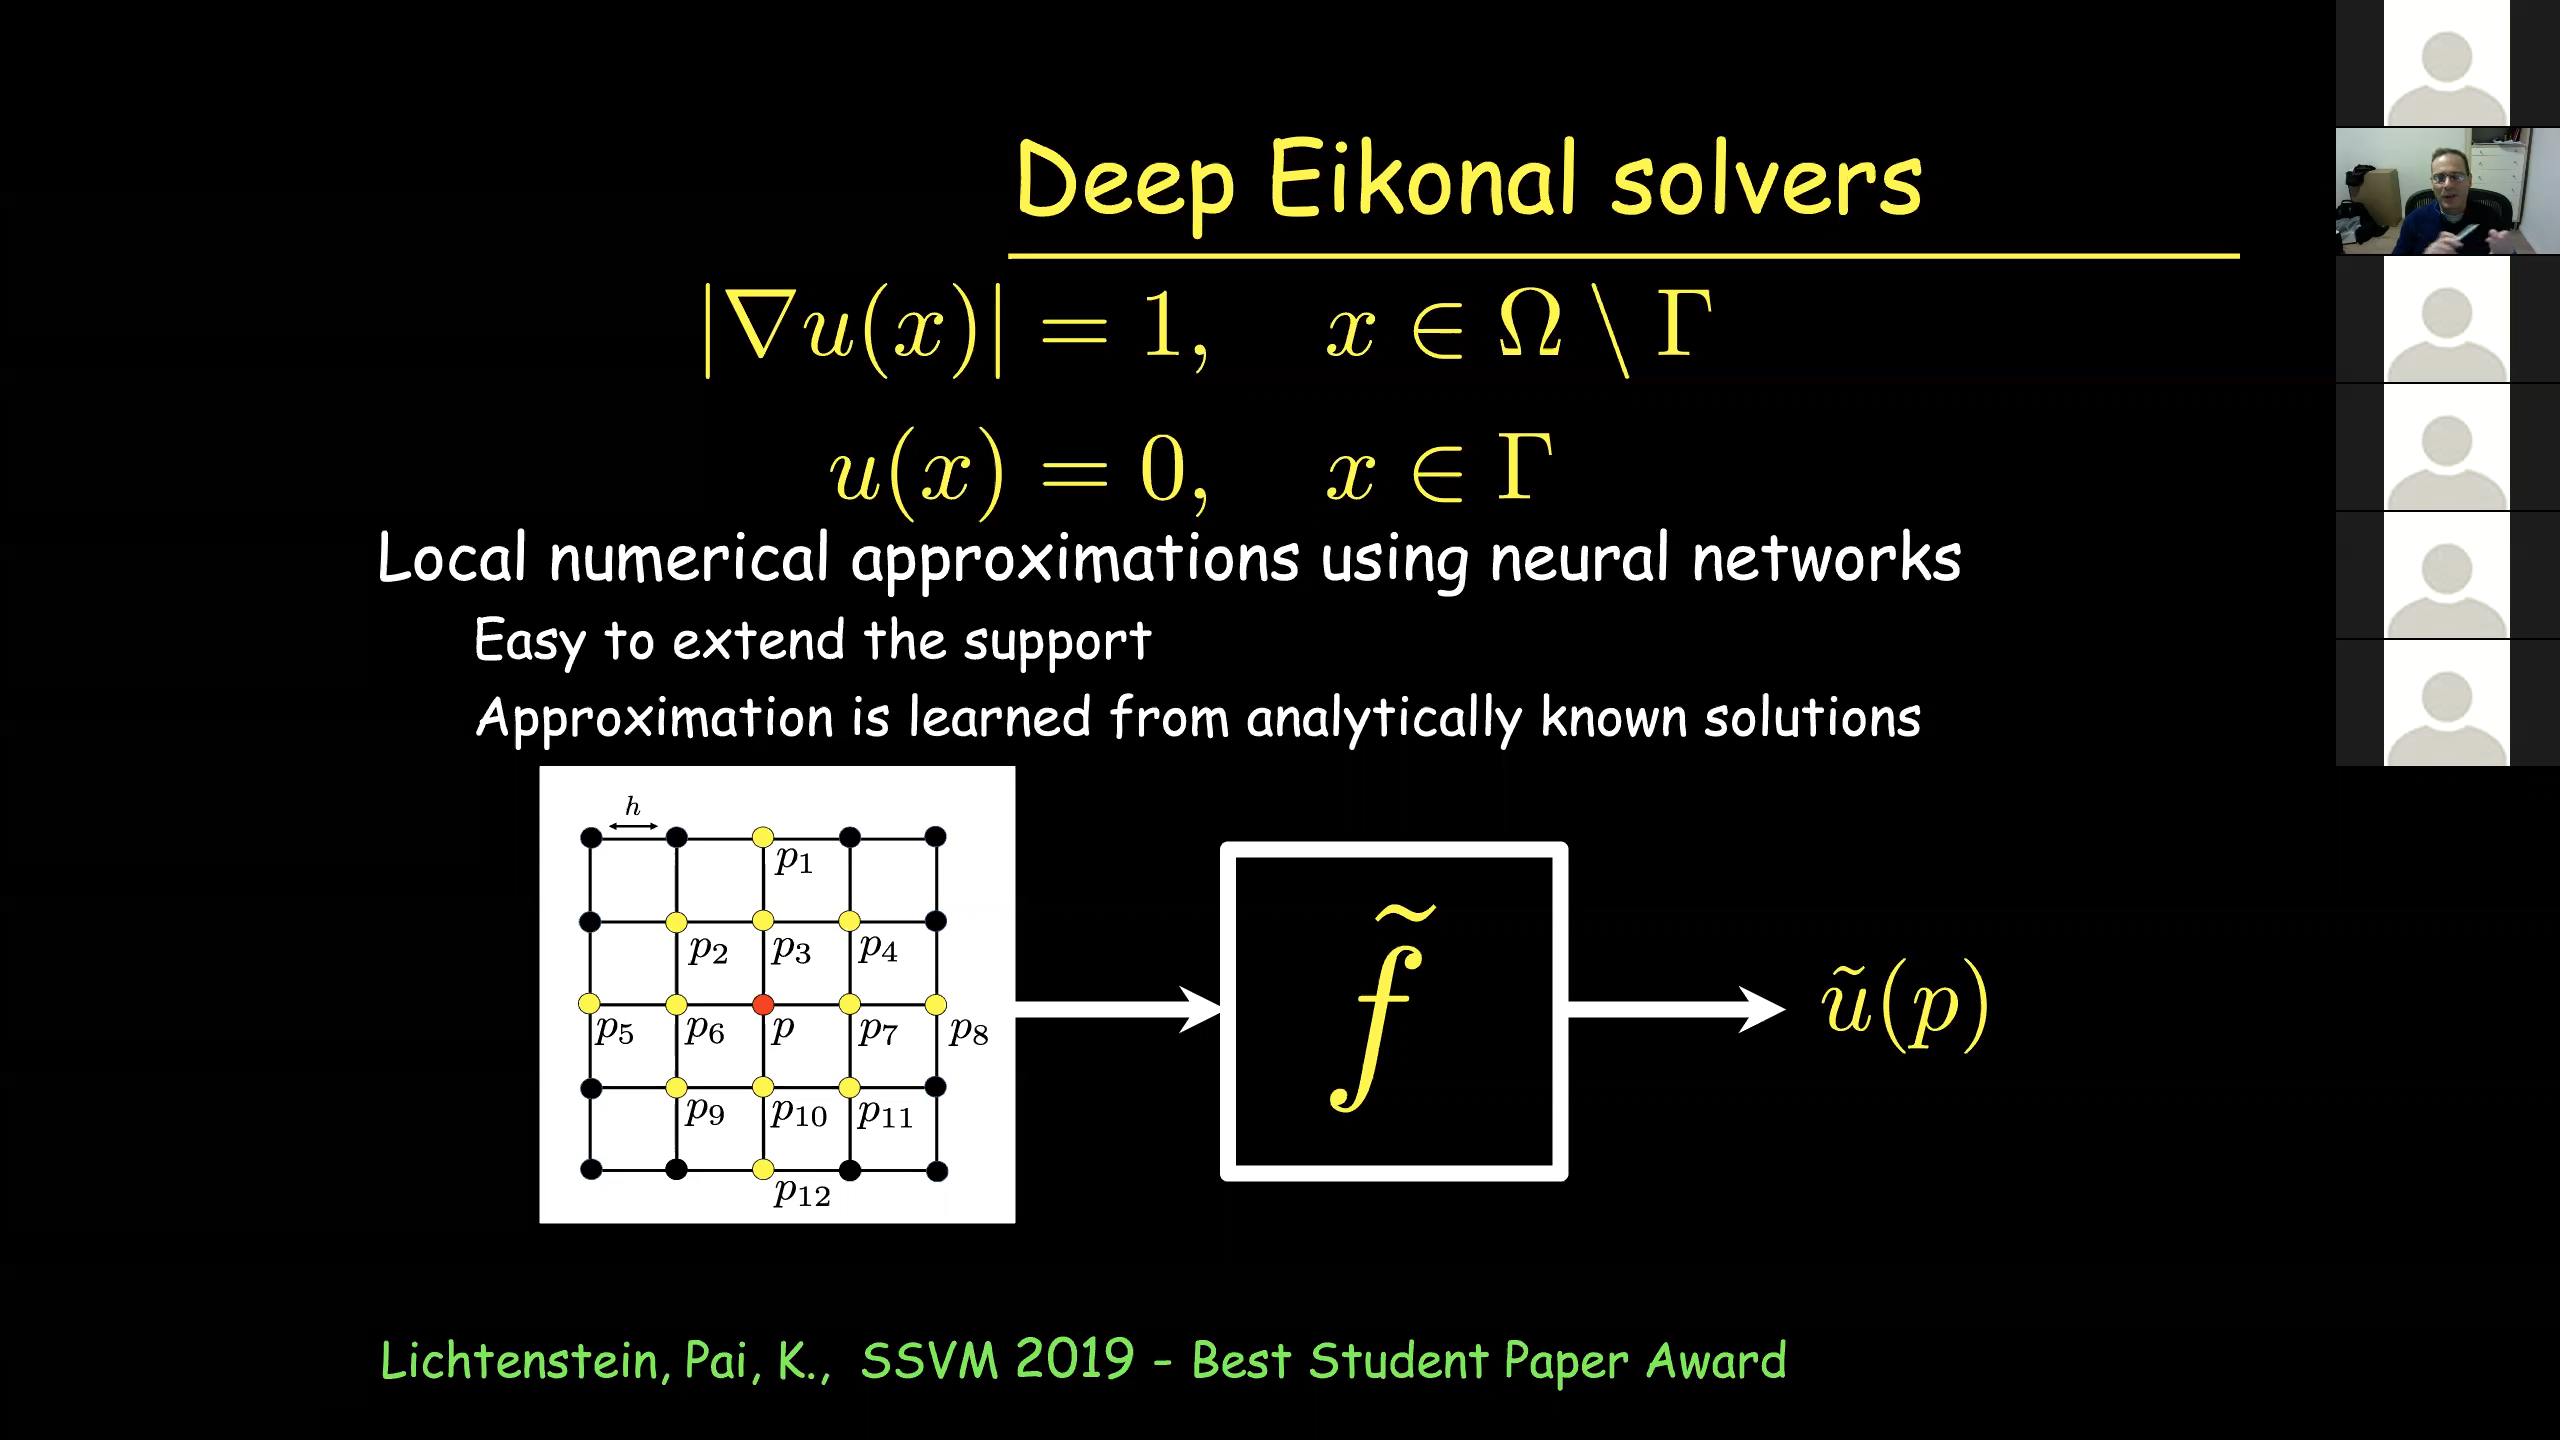 Deep Eikonal solvers
|∇u(x)| = 1, x ∈ Ω \ Γ
u(x) = 0, x ∈ Γ
Local numerical approximations using neural networks
Easy to extend the support
Approximation is learned from analytically known solutions
h
p₁
p₂ p₃ p₄
p₅ p₆ p p₇ p₈
p₉ p₁₀ p₁₁
p₁₂
f̃
ũ(p)
Lichtenstein, Pai, K., SSVM 2019 - Best Student Paper Award